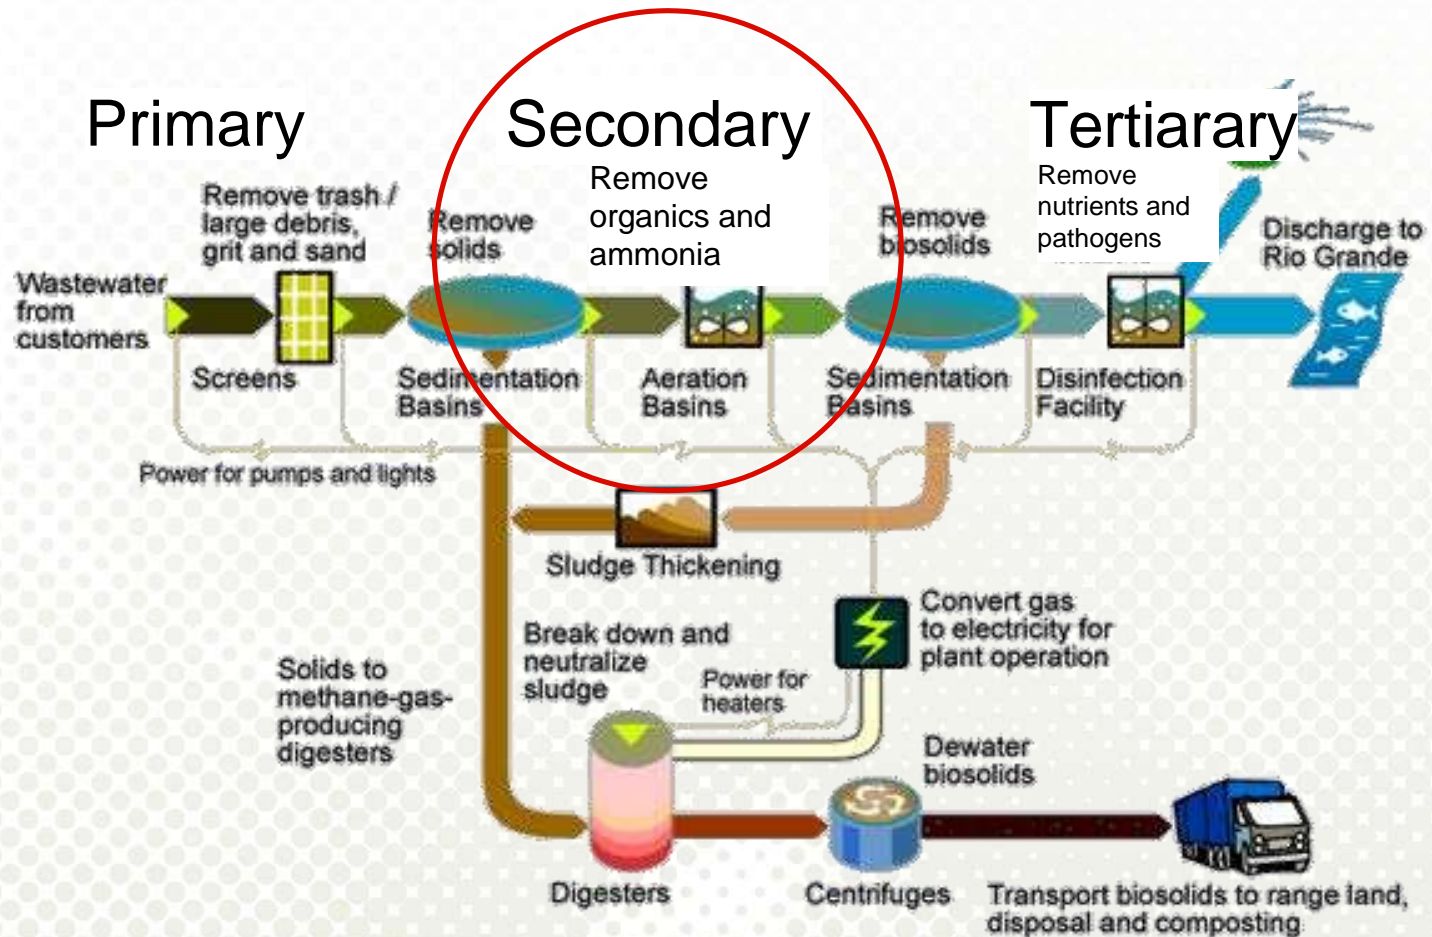 Primary
Secondary
Tertiarary
Remove trash /
large debris,
grit and sand
Remove
solids
Remove
organics and
ammonia
Remove
biosolids
Remove
nutrients and
pathogens
Discharge to
Rio Grande
Wastewater
from
customers
Screens
Sedimentation
Basins
Aeration
Basins
Sedimentation
Basins
Disinfection
Facility
Power for pumps and lights
Sludge Thickening
Convert gas
to electricity for
plant operation
Break down and
neutralize
sludge
Power for
heaters
Solids to
methane-gas-
producing
digesters
Dewater
biosolids
Digesters
Centrifuges
Transport biosolids to range land,
disposal and composting